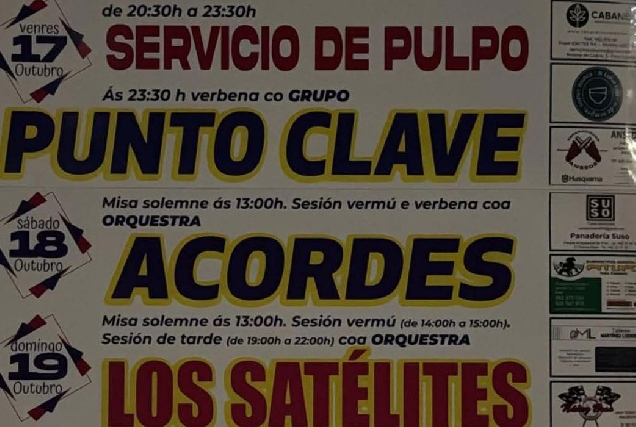 venres
17
Outubro
de 20:30h a 23:30h
SERVICIO DE PULPO
Ás 23:30 h verbena co GRUPO
PUNTO CLAVE
sábado
18
Outubro
Misa solemne ás 13:00h. Sesión vermú e verbena coa
ORQUESTRA
ACORDES
domingo
19
Outubro
Misa solemne ás 13:00h. Sesión vermú (de 14:00h a 15:00h).
Sesión de tarde (de 19:00h a 22:00h) coa ORQUESTRA
LOS SATÉLITES
CABANE
Husqvarna
SU
SO
Panadería Suso